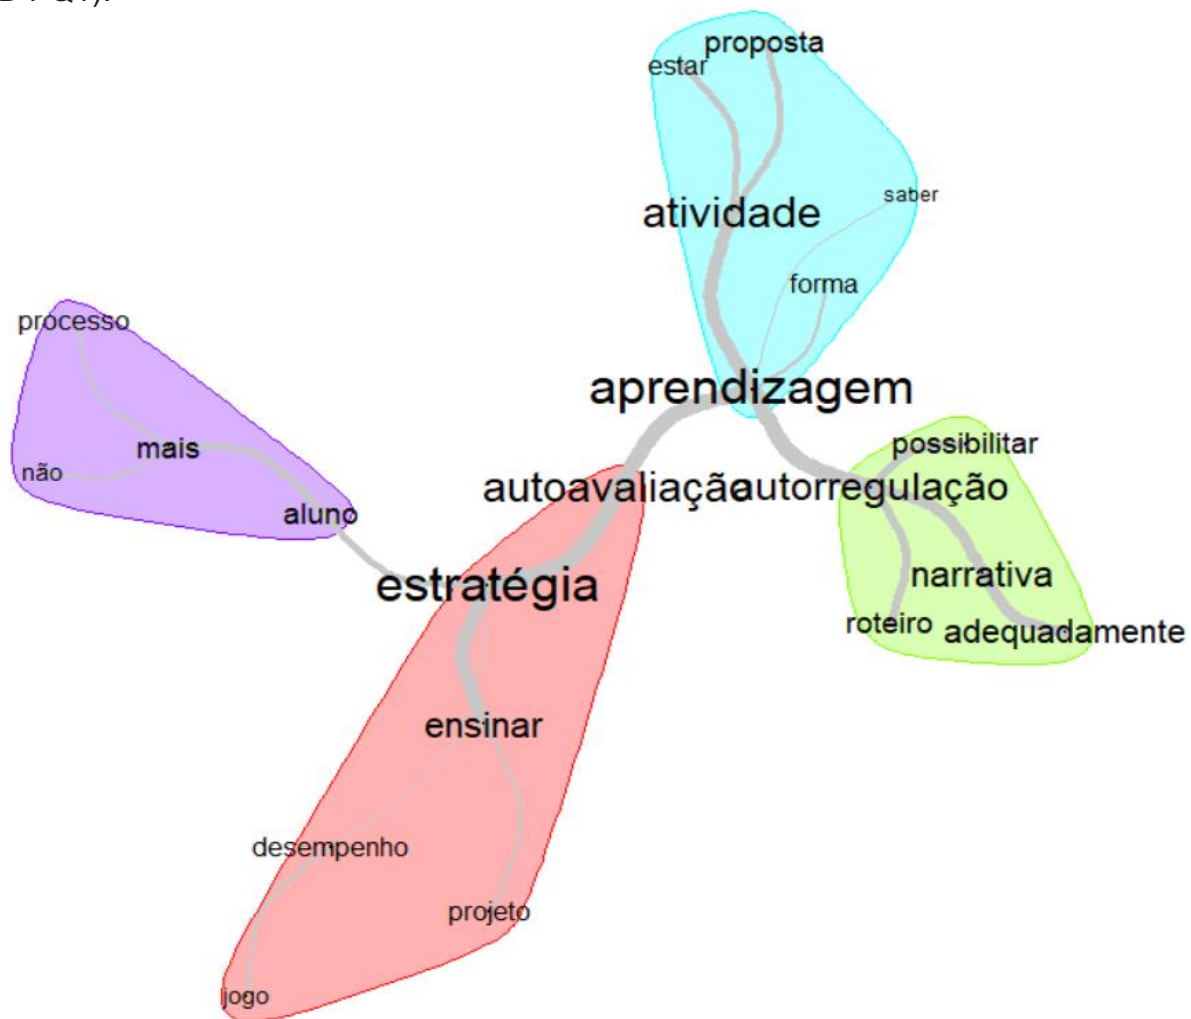 proposta
estar
saber
atividade
forma
processo
aprendizagem
mais
possibilitar
não
autoavaliação
autorregulação
aluno
estratégia
narrativa
roteiro
adequadamente
ensinar
desempenho
projeto
jogo